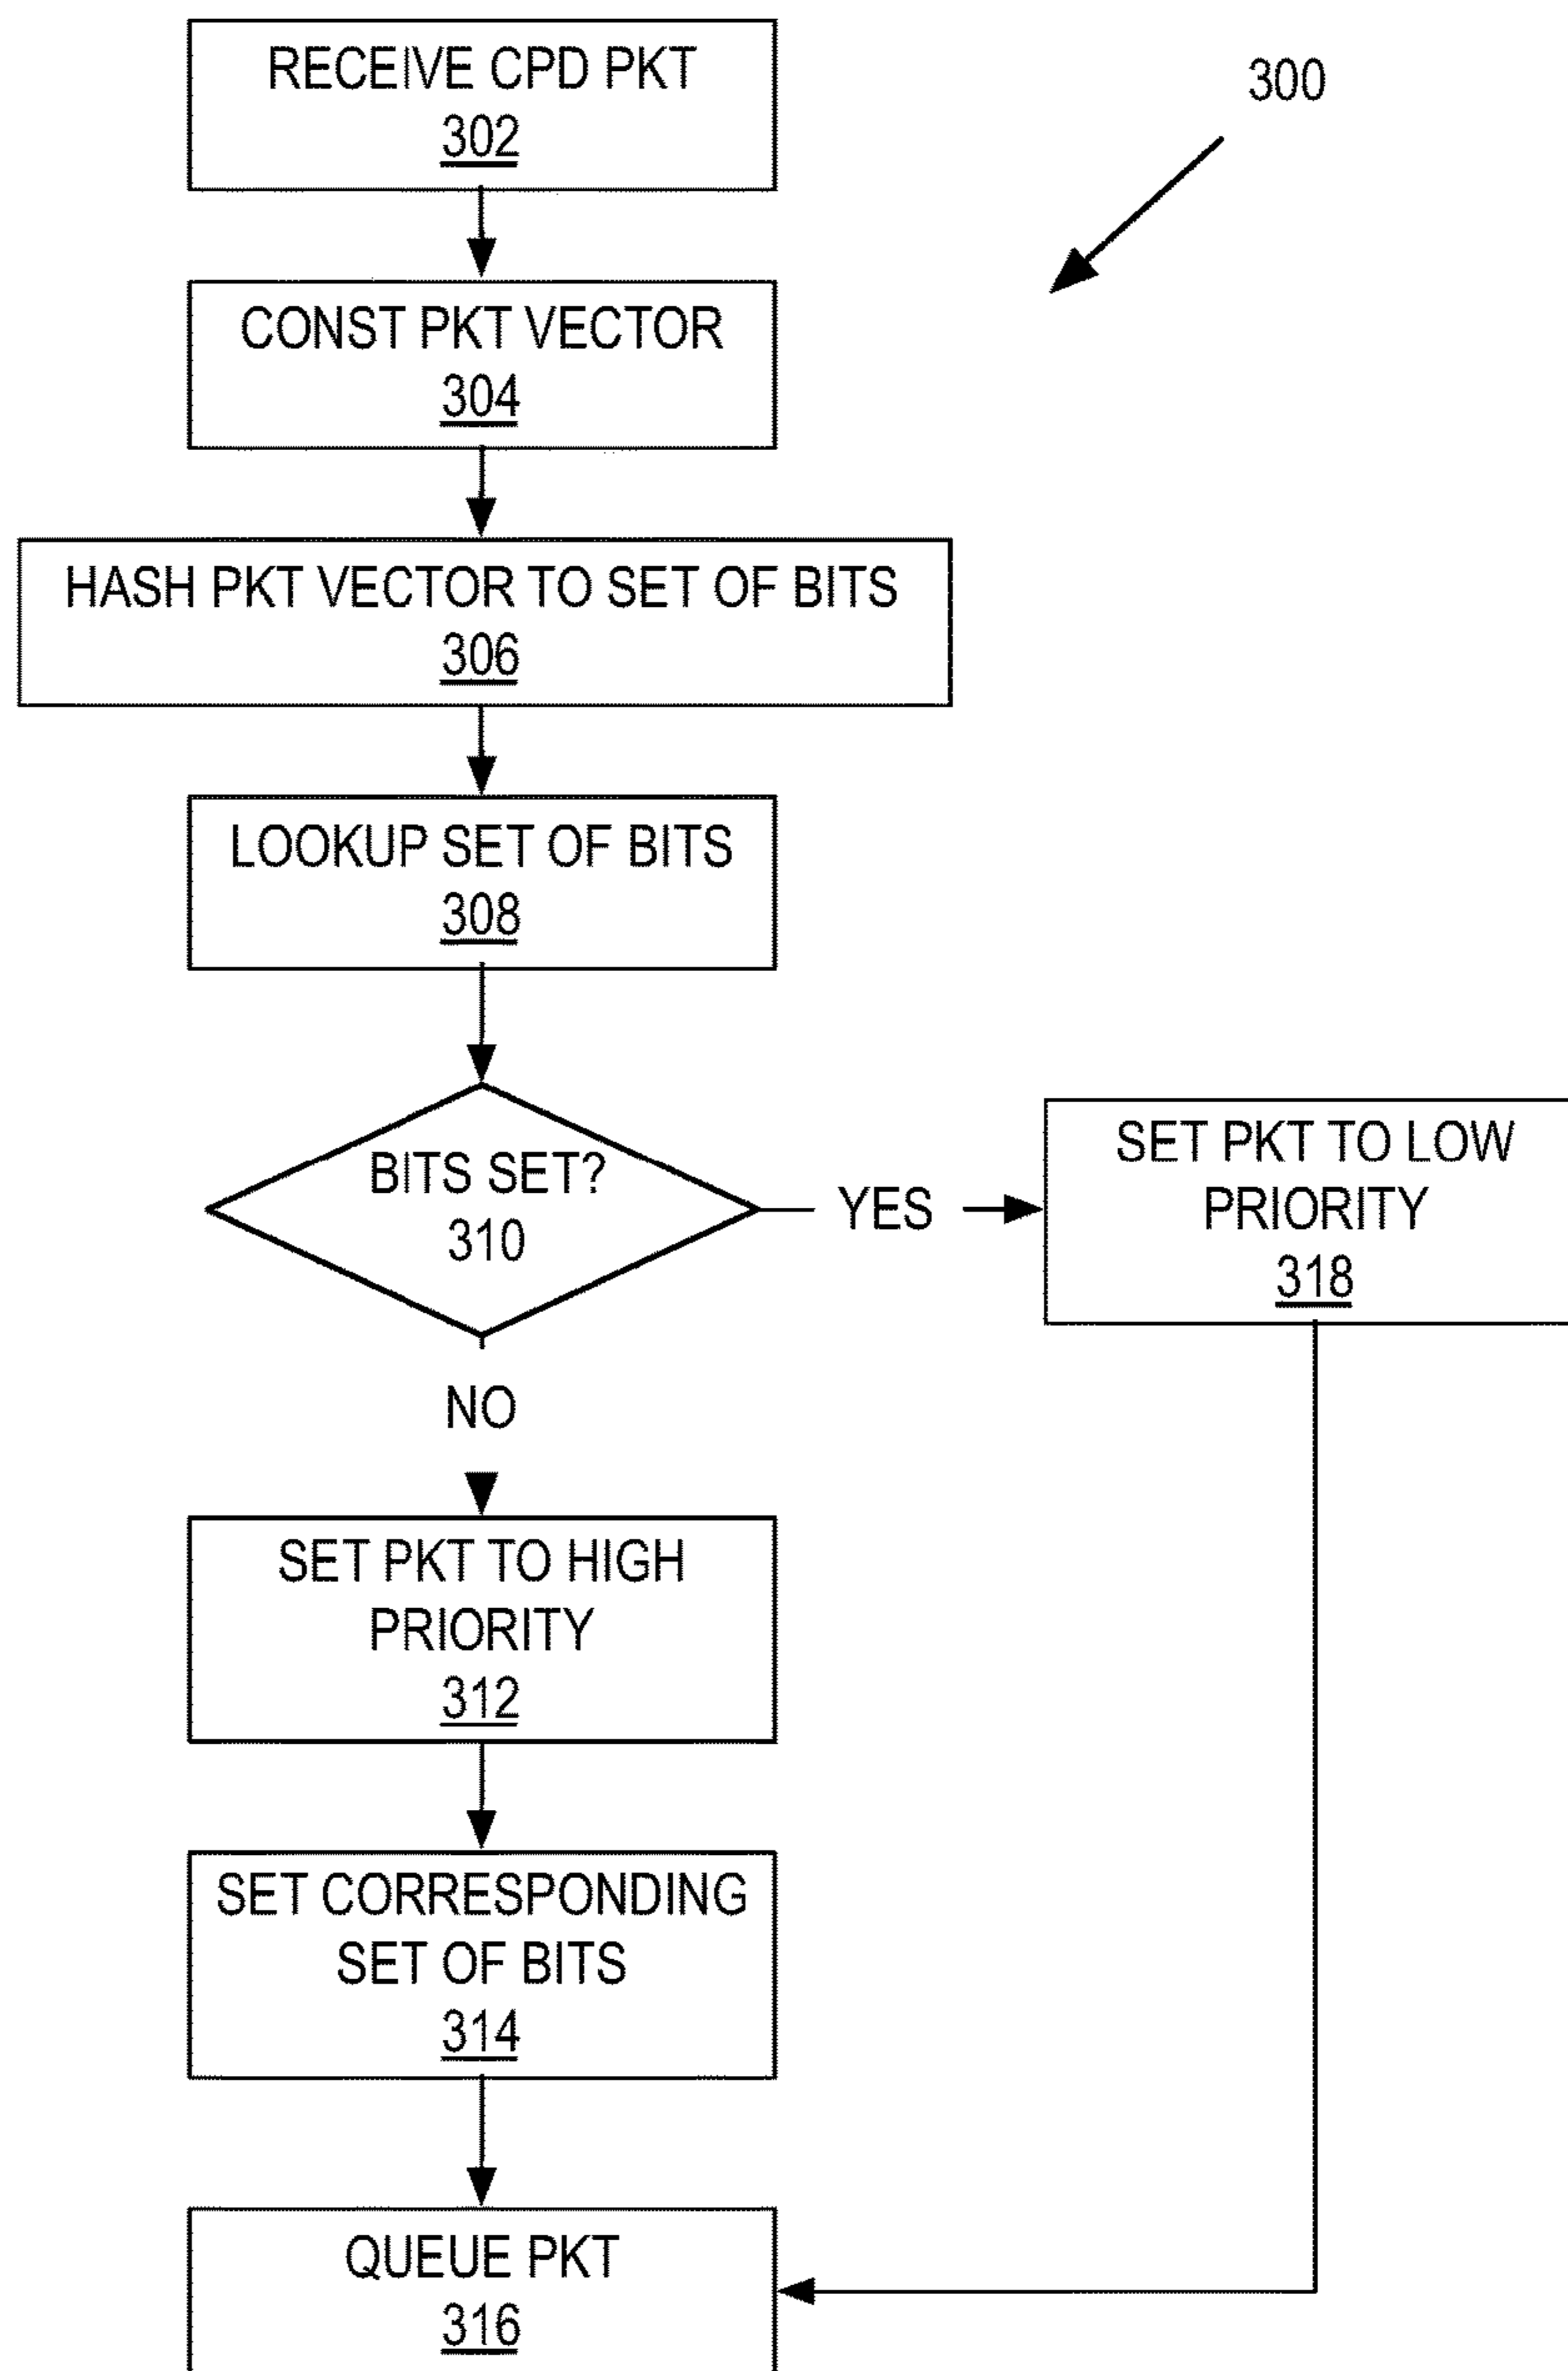 RECEIVE CPD PKT
302
300
CONST PKT VECTOR
304
HASH PKT VECTOR TO SET OF BITS
306
LOOKUP SET OF BITS
308
BITS SET?
310
YES
SET PKT TO LOW
PRIORITY
318
NO
SET PKT TO HIGH
PRIORITY
312
SET CORRESPONDING
SET OF BITS
314
QUEUE PKT
316